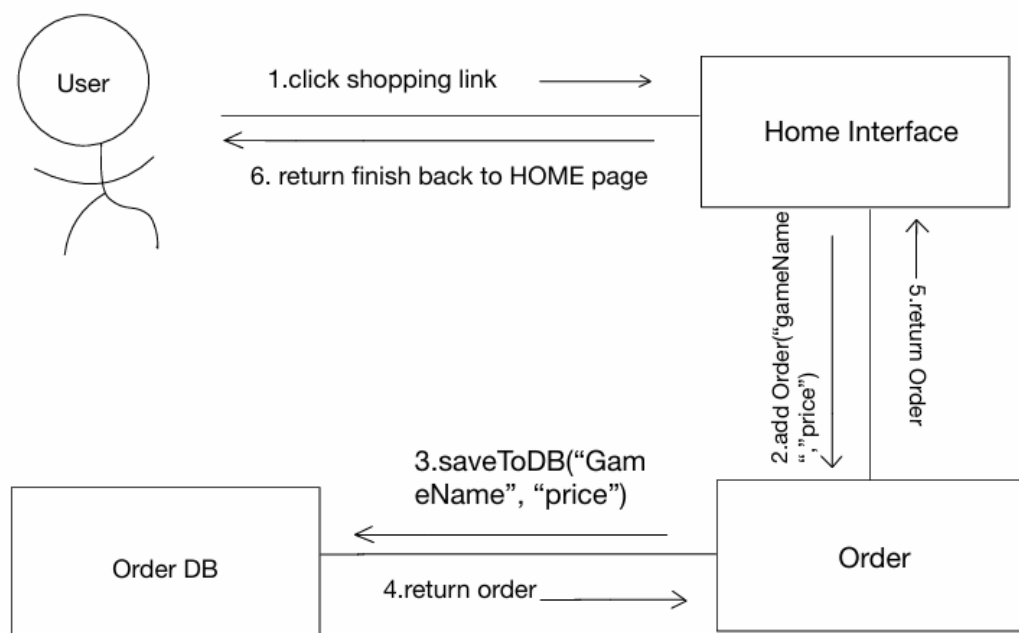 User
1.click shopping link
Home Interface
6. return finish back to HOME page
2.add Order(“gameName
“,”price”)
5.return Order
3.saveToDB(“Gam
eName”, “price”)
Order DB
4.return order
Order